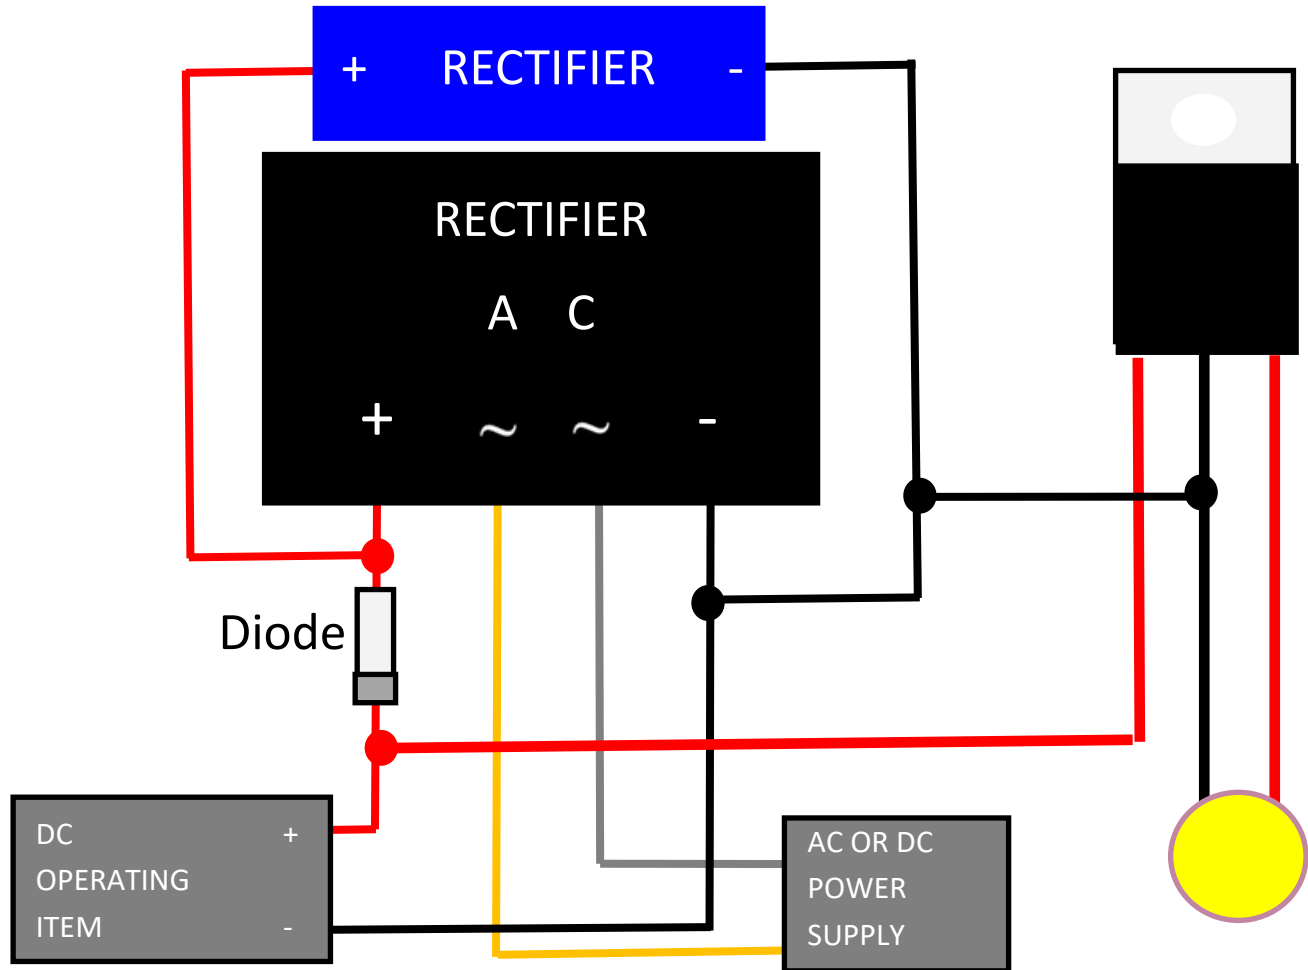 + RECTIFIER -
RECTIFIER
A C
+ ~ ~ -
Diode
DC +
OPERATING
ITEM -
AC OR DC
POWER
SUPPLY